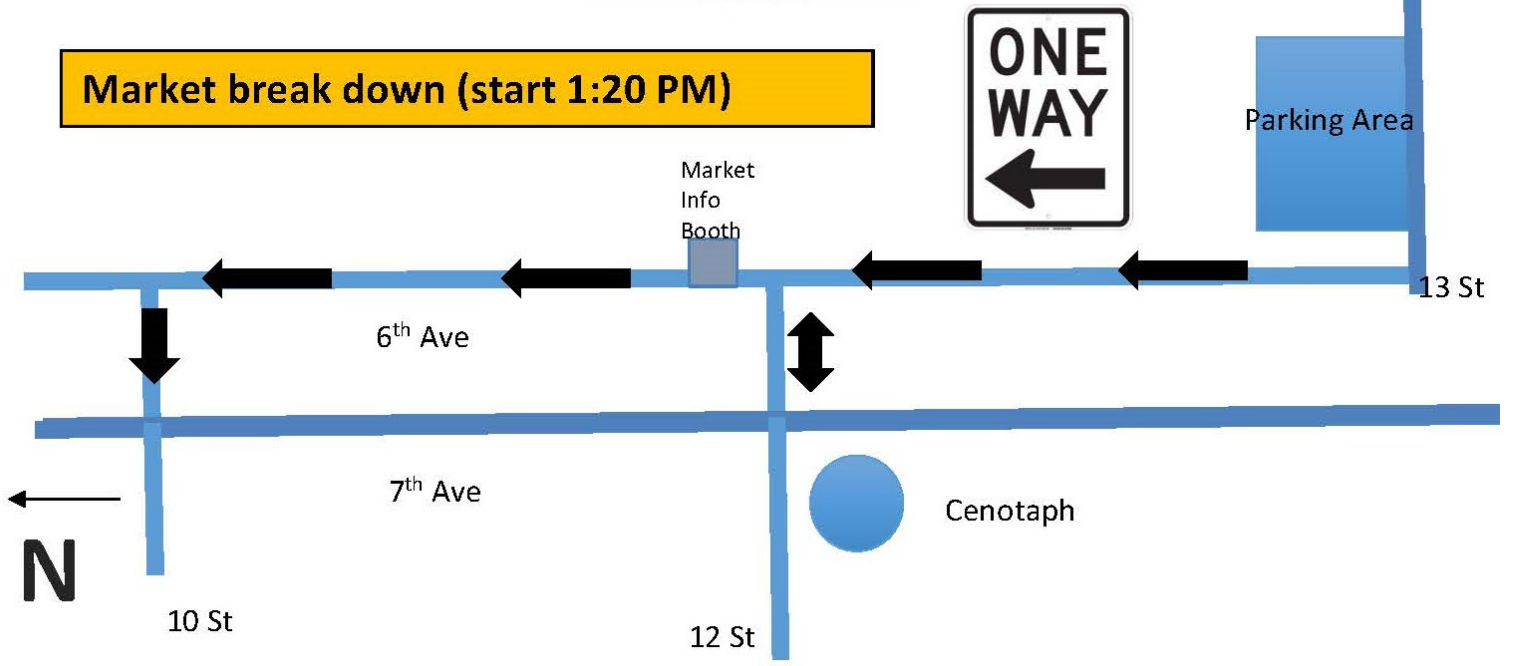 Market break down (start 1:20 PM)
ONE
WAY
Parking Area
Market
Info
Booth
13 St
6th Ave
7th Ave
Cenotaph
N
10 St
12 St